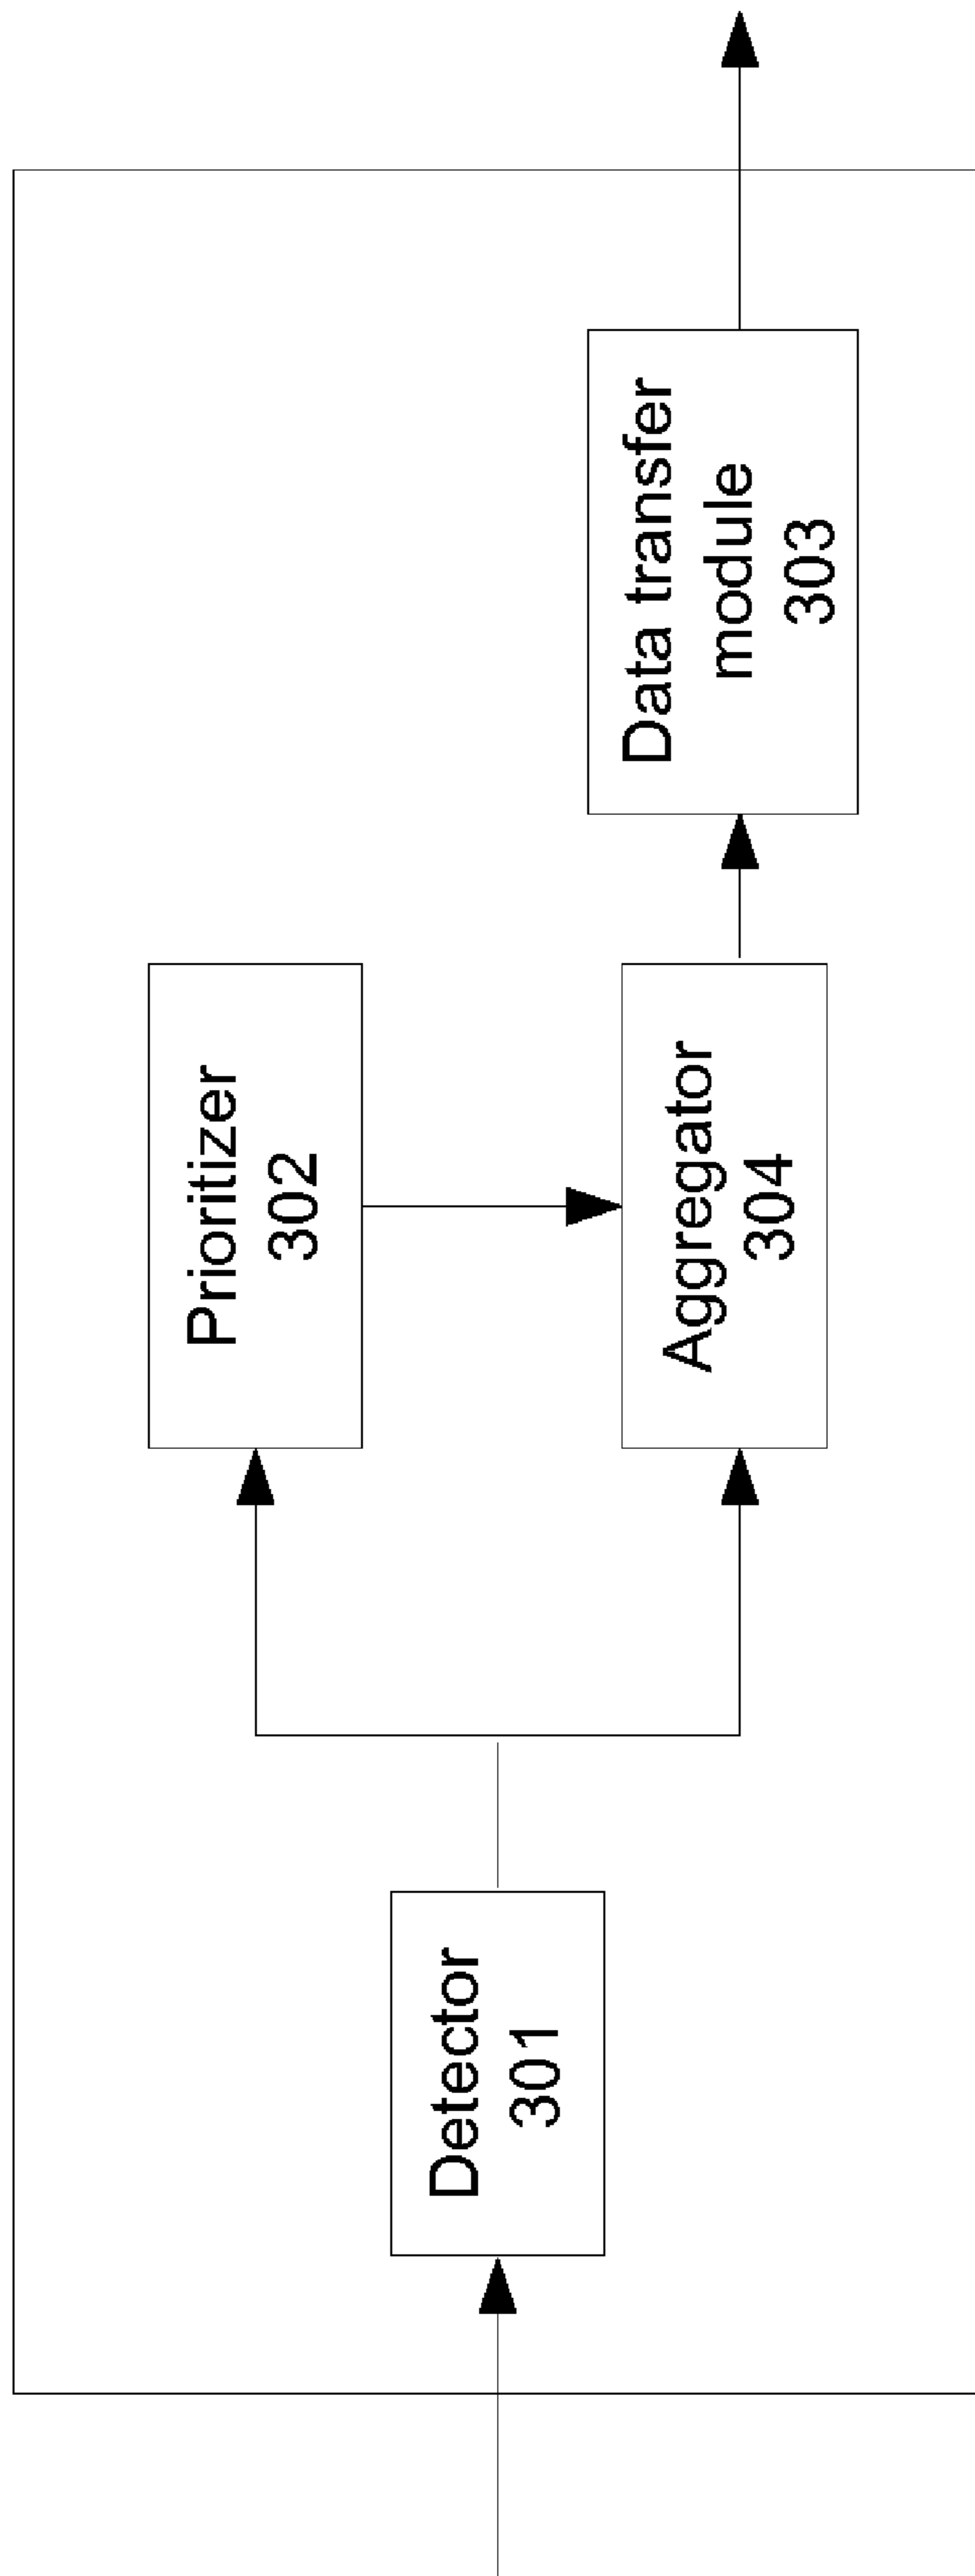 Detector
301
Prioritizer
302
Aggregator
304
Data transfer
module
303